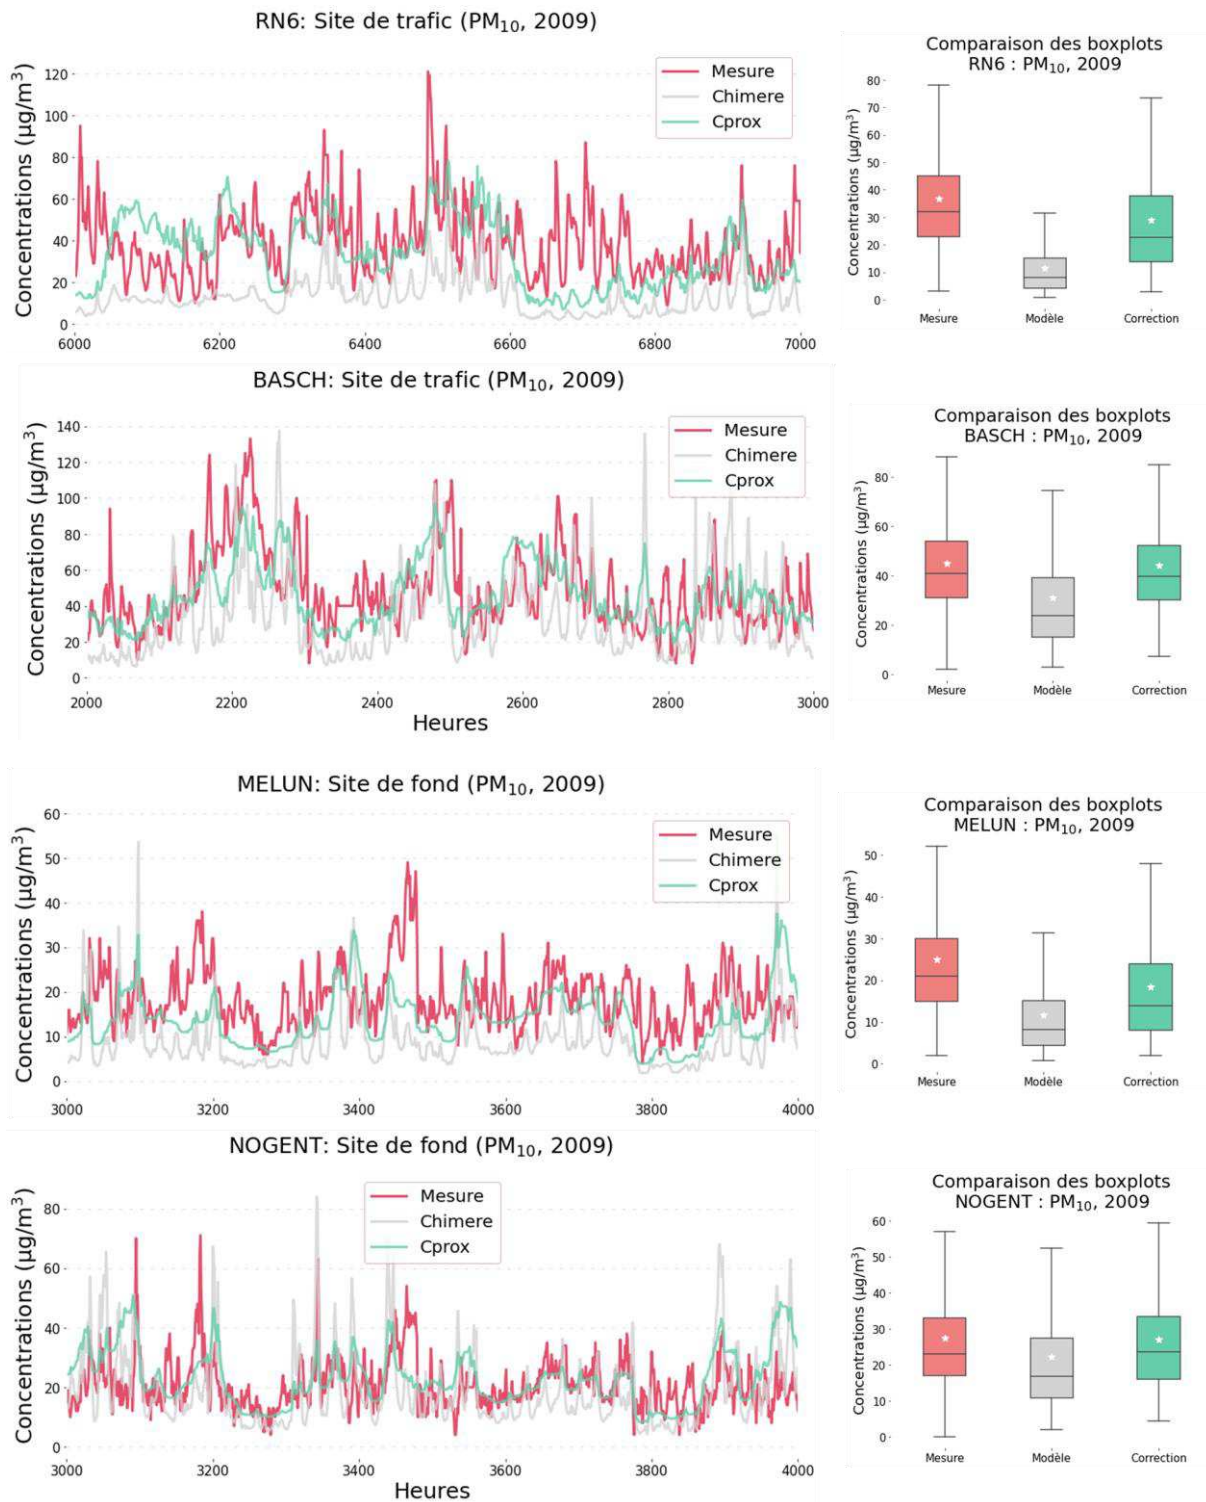 RN6: Site de trafic (PM₁₀, 2009)
Concentrations (µg/m³)
120
100
80
60
40
20
0
Mesure
Chimere
Cprox
6000
6200
6400
6600
6800
7000
Comparaison des boxplots
RN6 : PM₁₀, 2009
Concentrations (µg/m³)
80
70
60
50
40
30
20
10
0
Mesure
Modèle
Correction
BASCH: Site de trafic (PM₁₀, 2009)
Concentrations (µg/m³)
140
120
100
80
60
40
20
0
Mesure
Chimere
Cprox
2000
2200
2400
2600
2800
3000
Heures
Comparaison des boxplots
BASCH : PM₁₀, 2009
Concentrations (µg/m³)
80
60
40
20
0
Mesure
Modèle
Correction
MELUN: Site de fond (PM₁₀, 2009)
Concentrations (µg/m³)
60
50
40
30
20
10
0
Mesure
Chimere
Cprox
3000
3200
3400
3600
3800
4000
Comparaison des boxplots
MELUN : PM₁₀, 2009
Concentrations (µg/m³)
50
40
30
20
10
0
Mesure
Modèle
Correction
NOGENT: Site de fond (PM₁₀, 2009)
Concentrations (µg/m³)
80
60
40
20
0
Mesure
Chimere
Cprox
3000
3200
3400
3600
3800
4000
Heures
Comparaison des boxplots
NOGENT : PM₁₀, 2009
Concentrations (µg/m³)
60
50
40
30
20
10
0
Mesure
Modèle
Correction